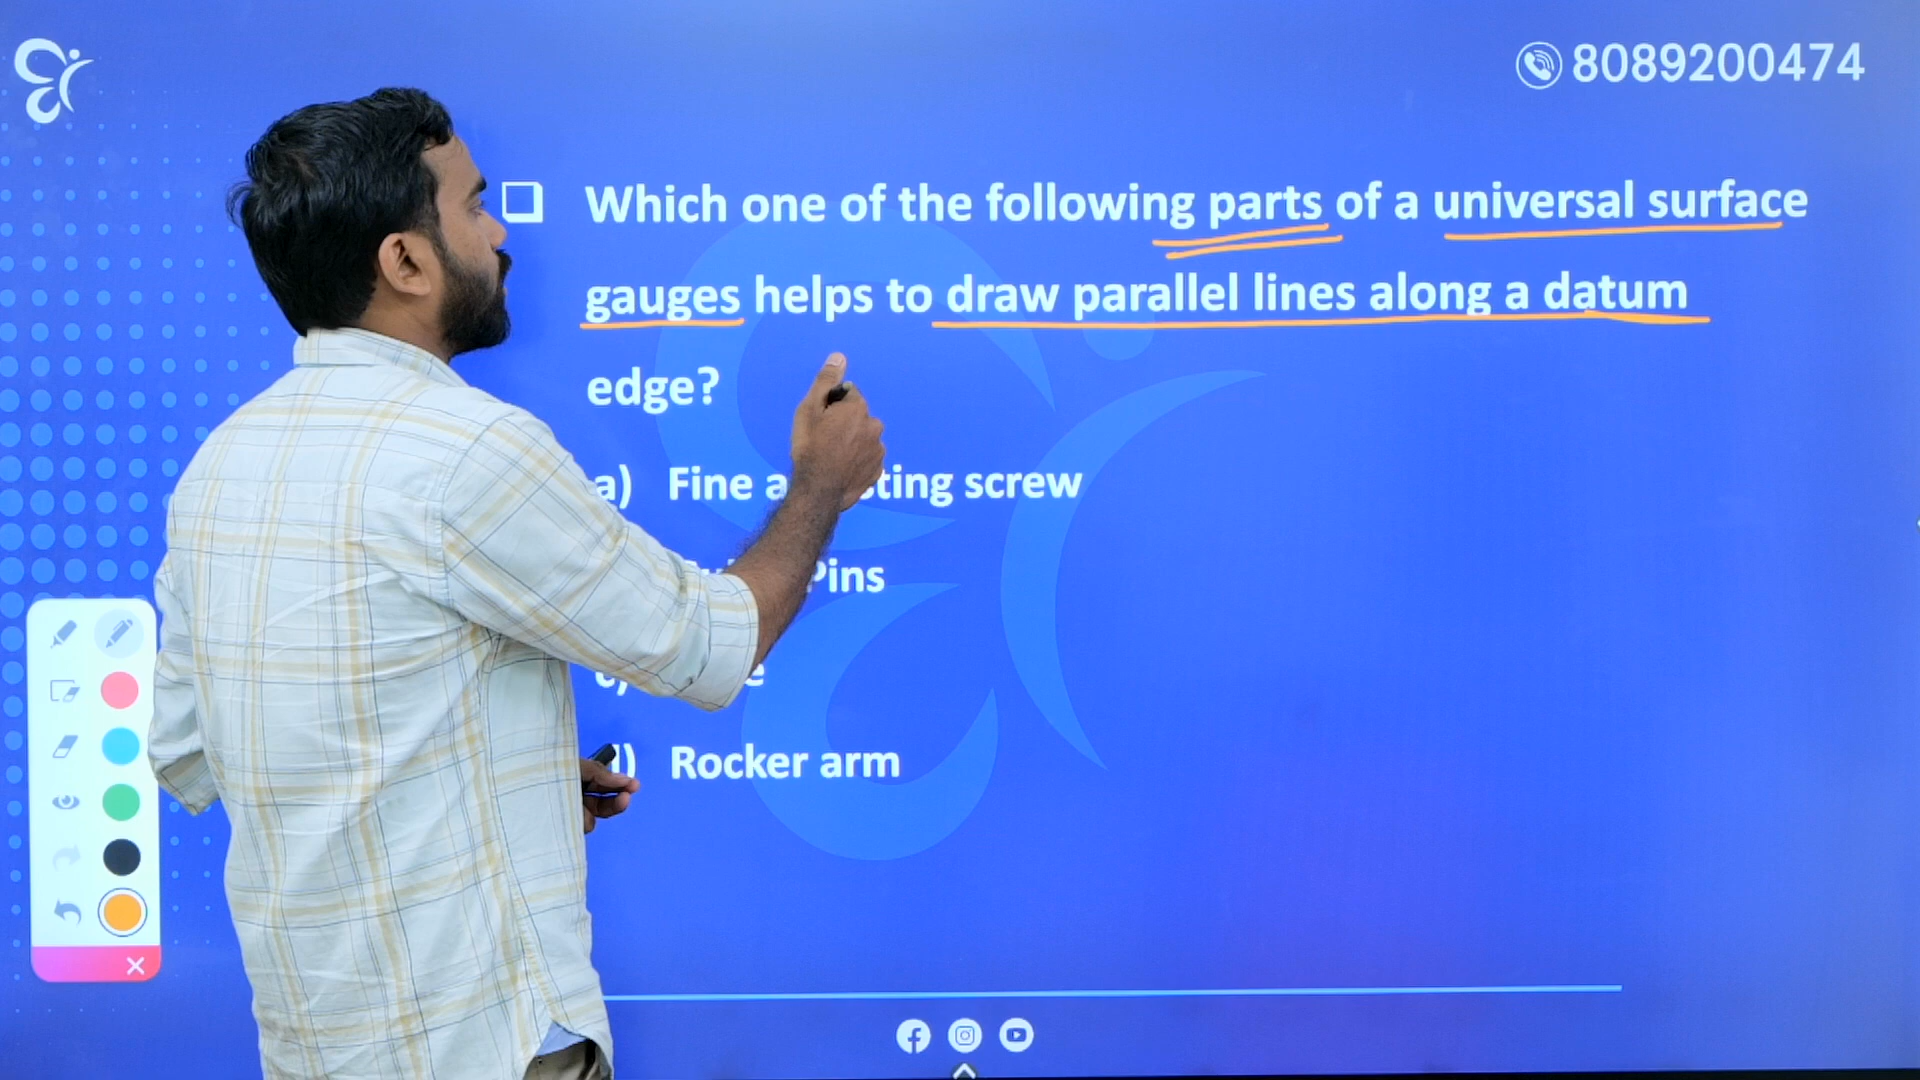 8089200474
Which one of the following parts of a universal surface
gauges helps to draw parallel lines along a datum
edge?
a) Fine screw
Pins
c)
d) Rocker arm